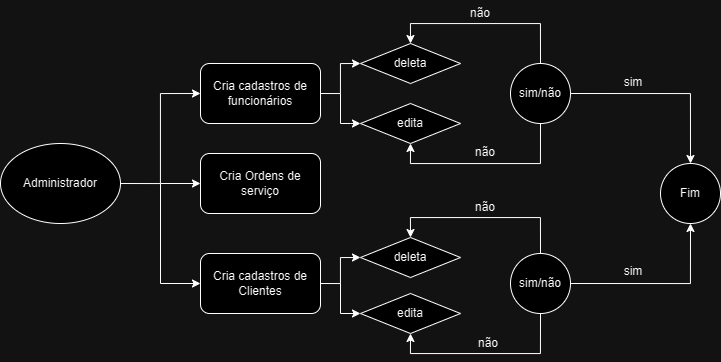 não
deleta
Cria cadastros de
funcionários
sim/não
sim
edita
não
Administrador
Cria Ordens de
serviço
Fim
não
deleta
Cria cadastros de
Clientes
sim/não
sim
edita
não